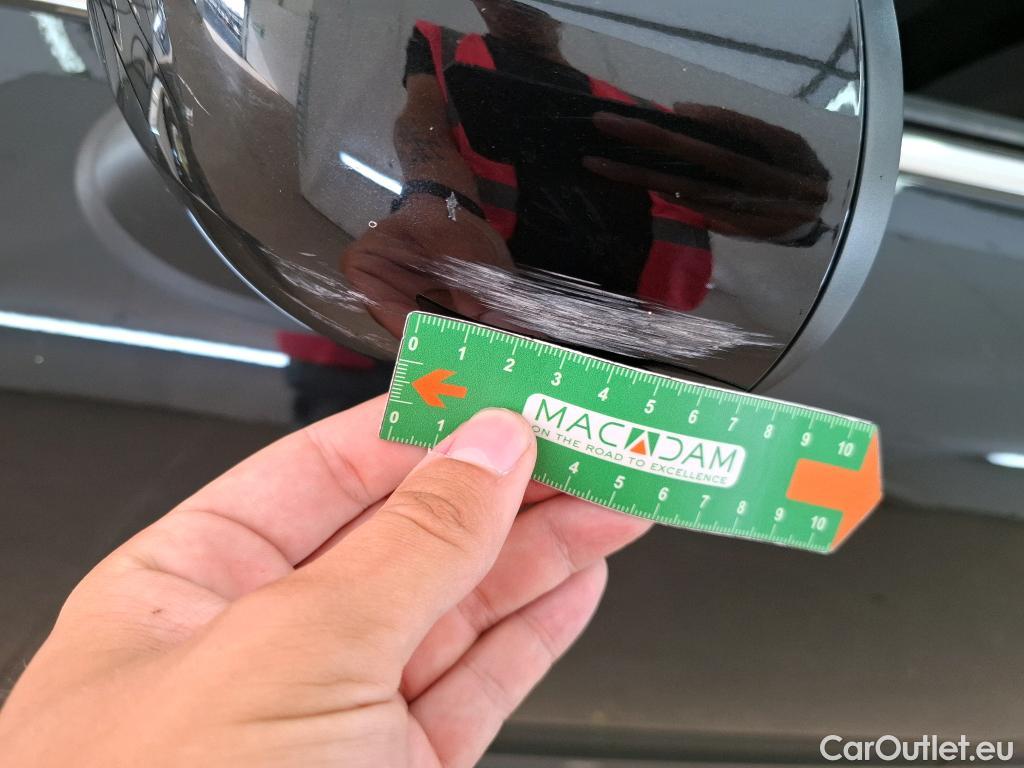 0 1 2 3 4 5 6 7 8 9 10
MACADAM
ON THE ROAD TO EXCELLENCE
0 1 4 5 6 7 8 9 10
CarOutlet.eu